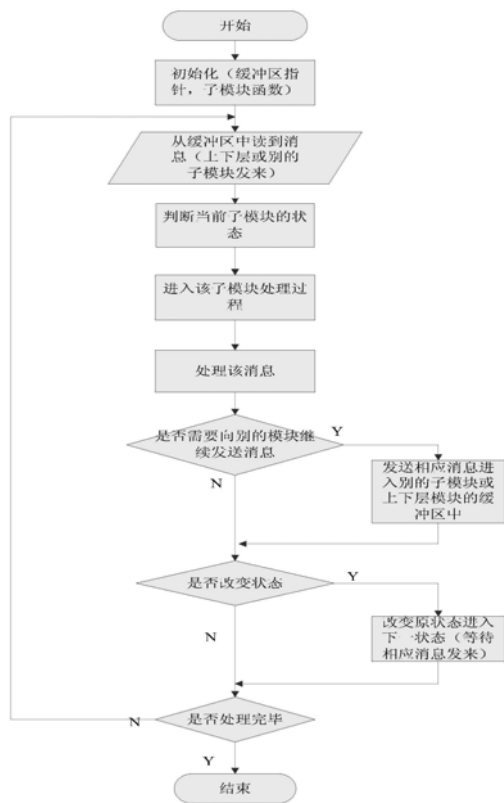 开始
初始化（缓冲区指
针，子模块函数）
从缓冲区中读到消
息（上下层或别的
子模块发来）
判断当前子模块的状
态
进入该子模块处理过
程
处理该消息
是否需要向别的模块继
续发送消息
Y
N
发送相应消息进
入别的子模块或
上下层模块的缓
冲区中
是否改变状态
Y
N
改变原状态进入
下一状态（等待
相应消息发来）
是否处理完毕
N
Y
结束